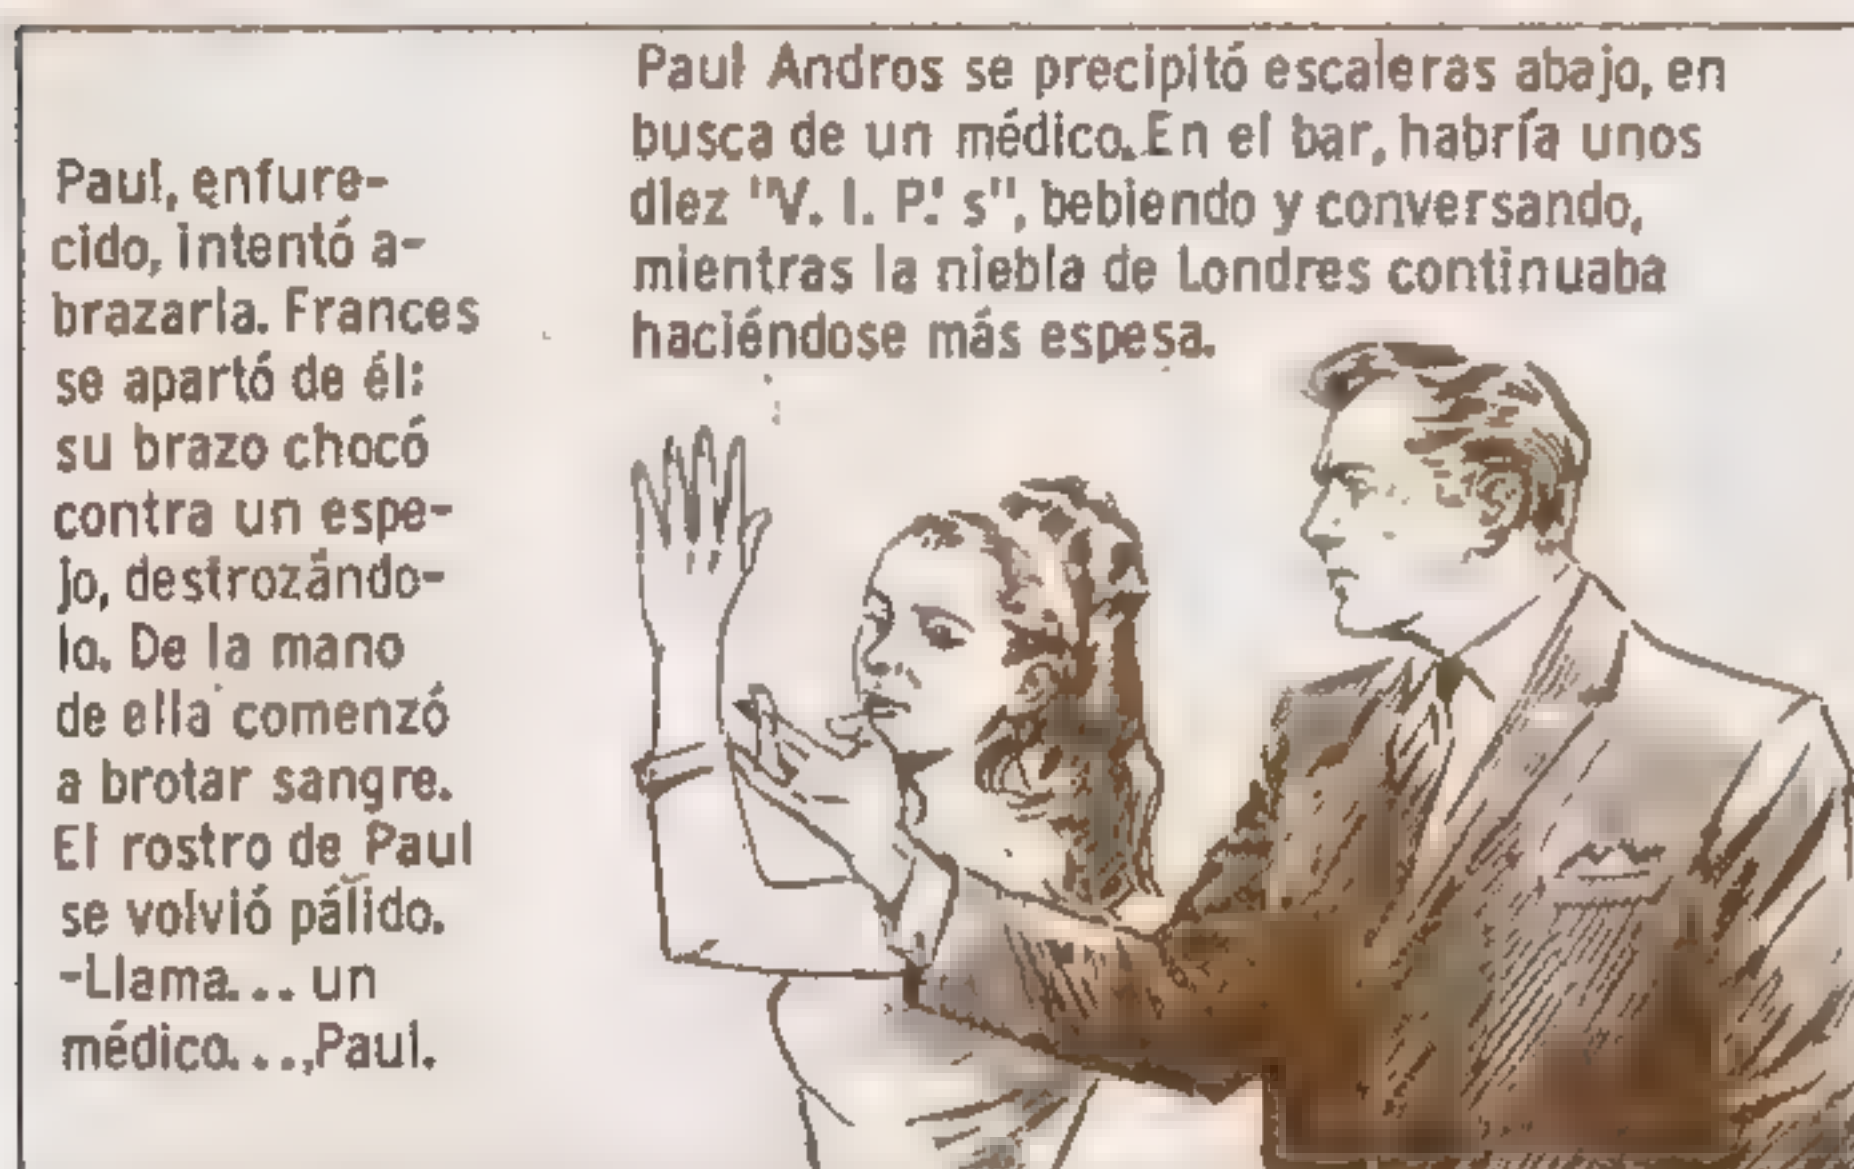 Paul, enfure-
cido, intentó a-
brazarla. Frances
se apartó de él:
su brazo chocó
contra un espe-
jo, destrozándo-
lo. De la mano
de ella comenzó
a brotar sangre.
El rostro de Paul
se volvió pálido.
-Llama... un
médico...,Paul.
Paul Andros se precipitó escaleras abajo, en
busca de un médico. En el bar, habría unos
diez "V. I. P.' s", bebiendo y conversando,
mientras la niebla de Londres continuaba
haciéndose más espesa.